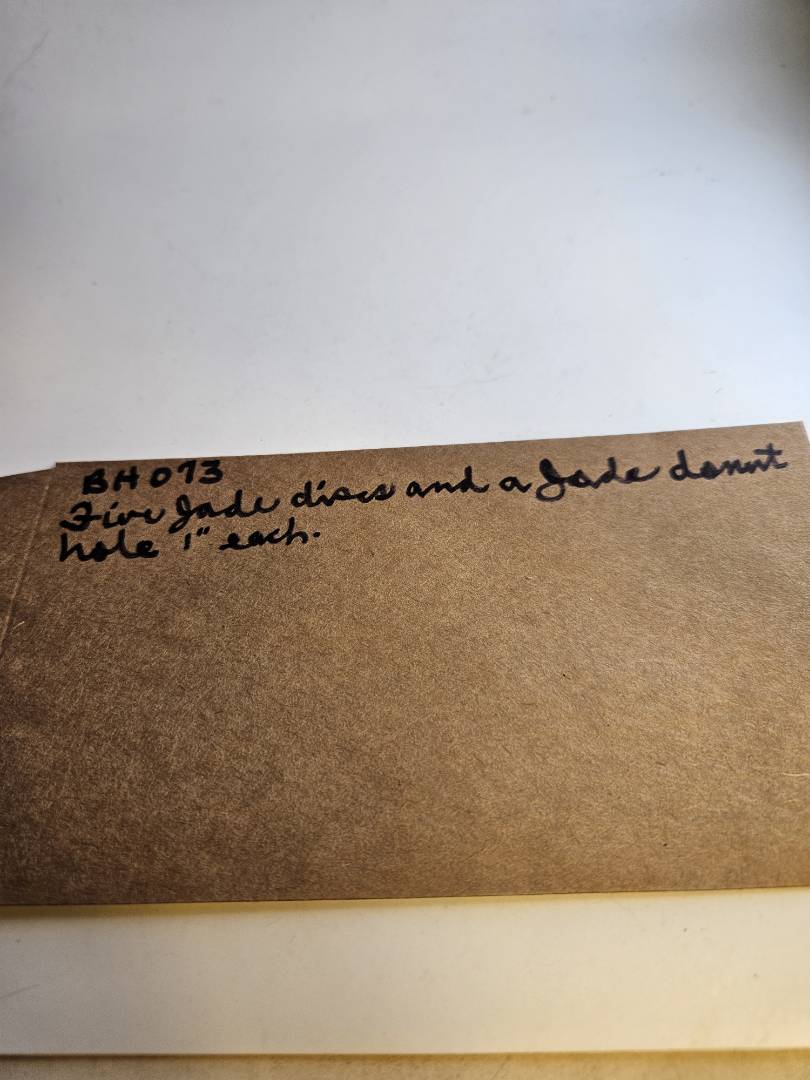 BH073
Five Jade discs and a Jade donut
hole 1" each.